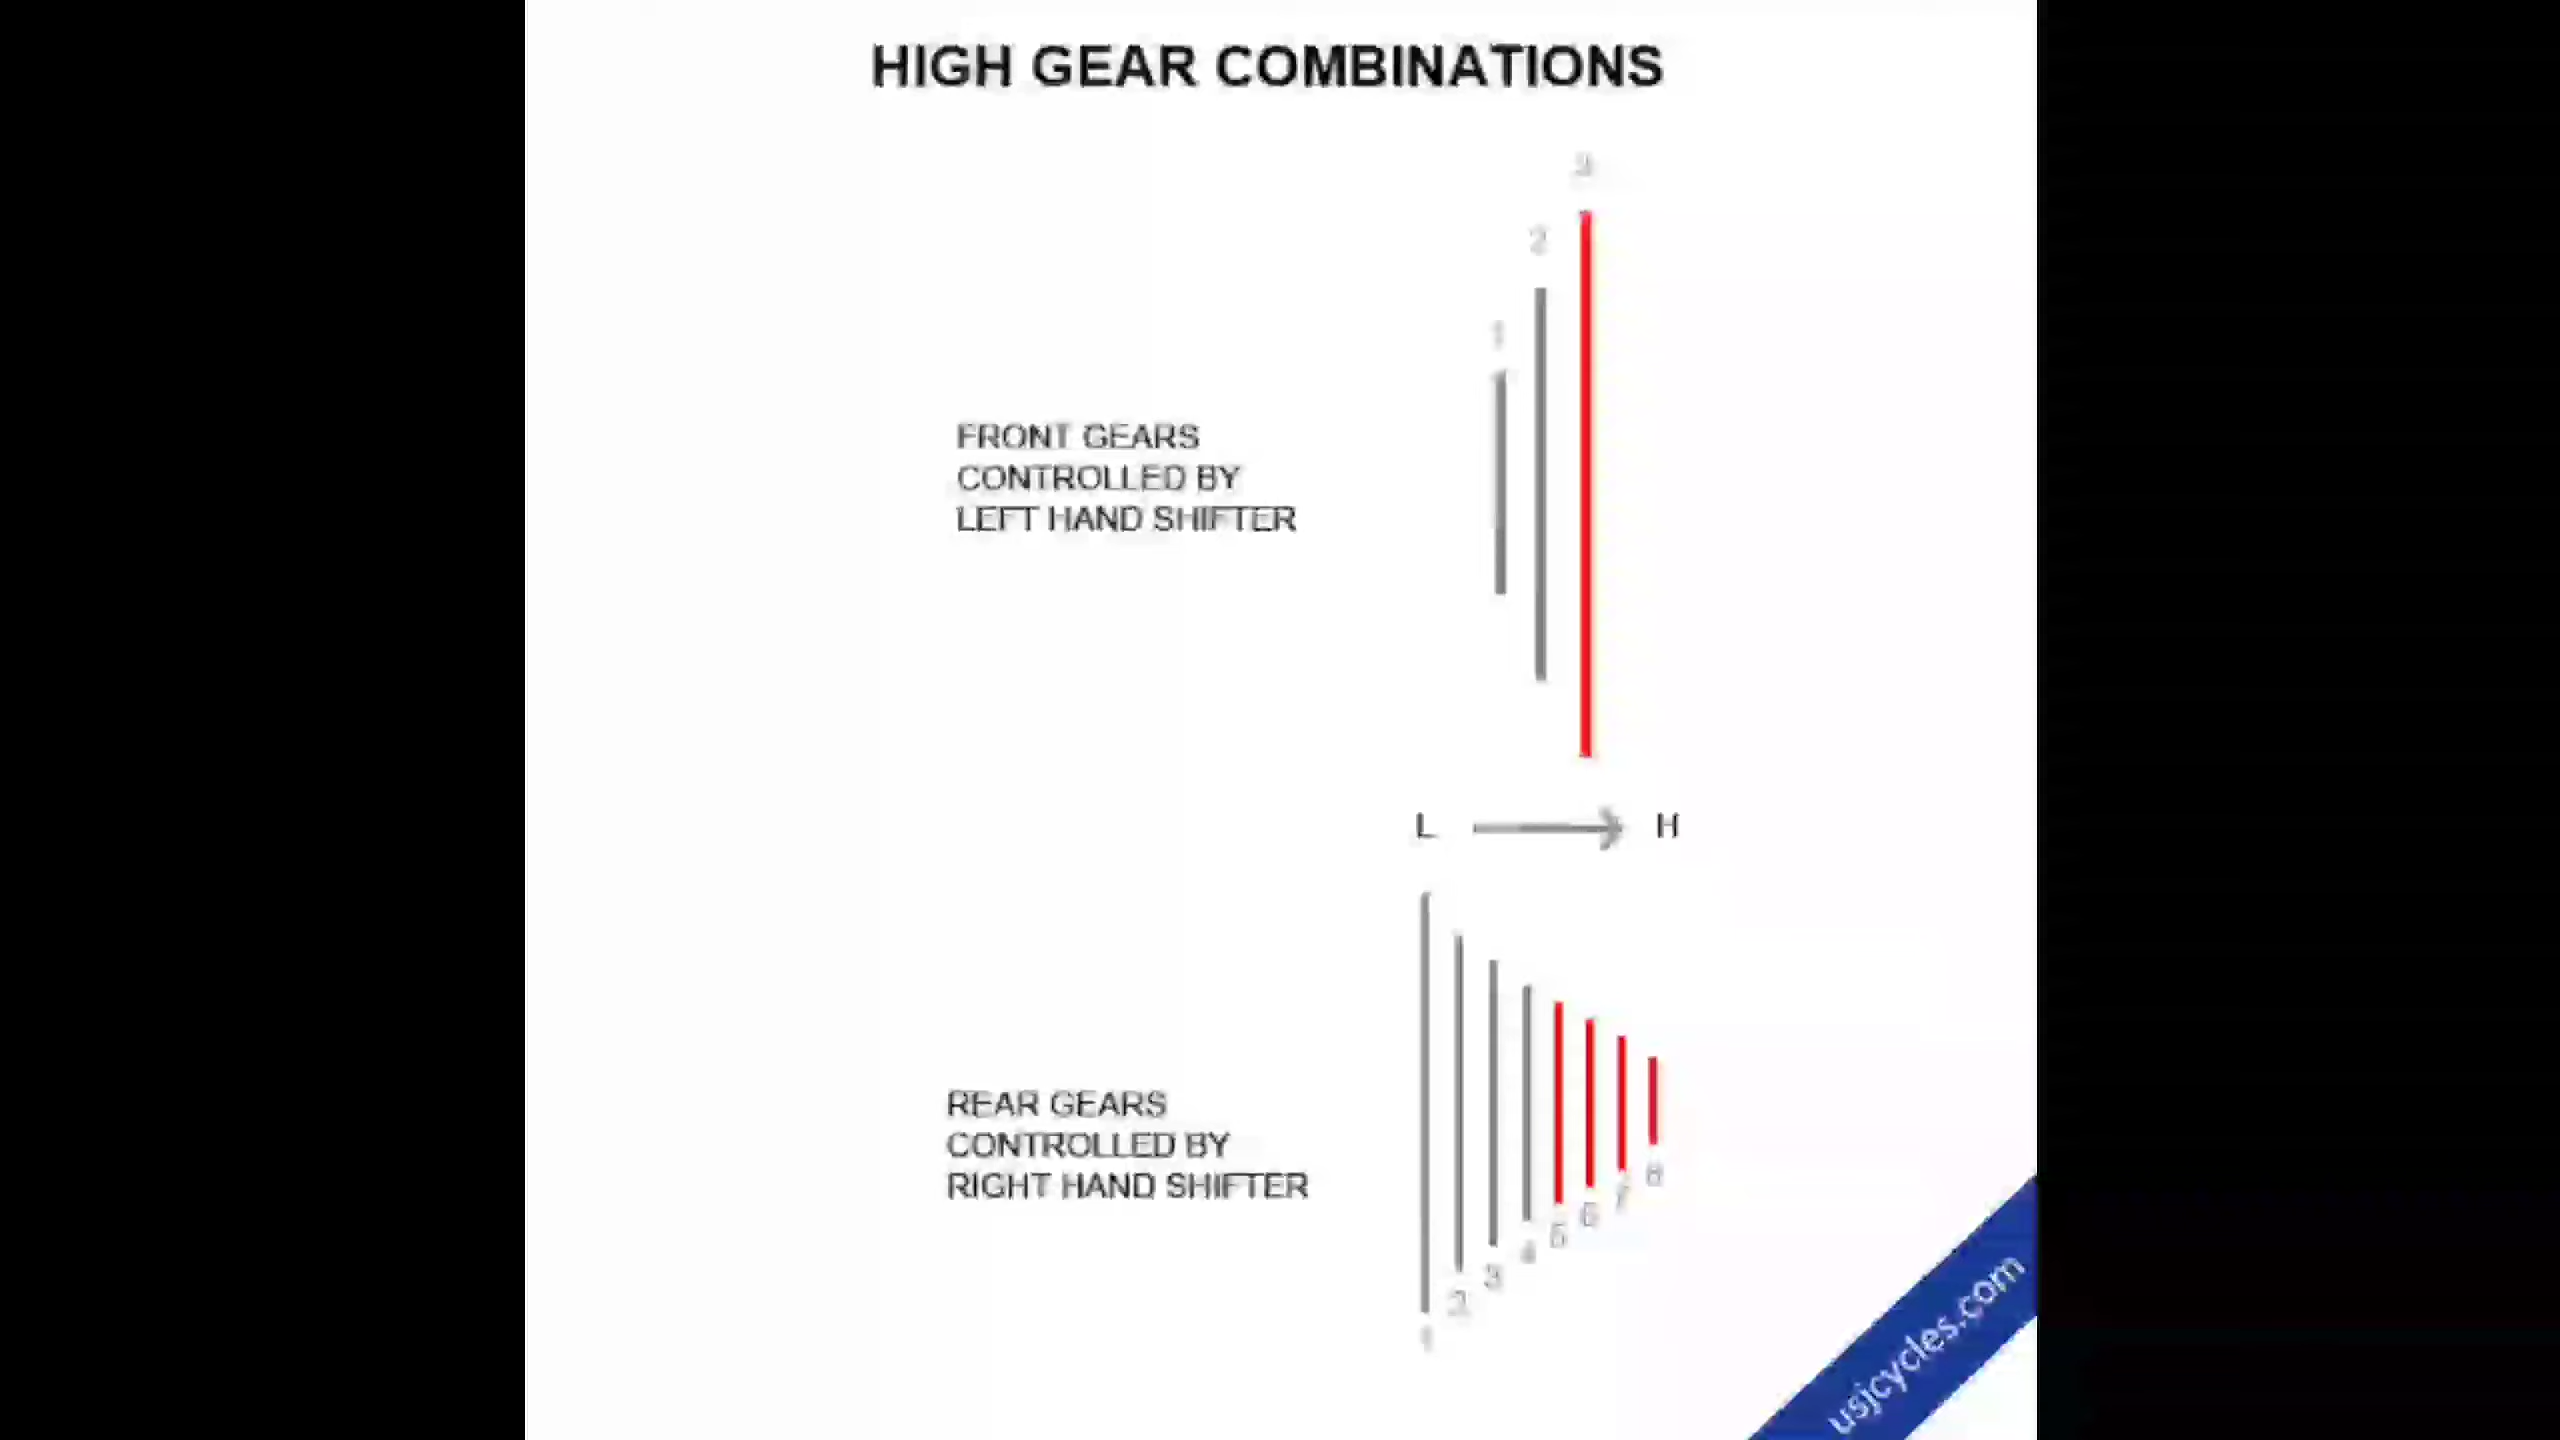 HIGH GEAR COMBINATIONS
3
2
1
FRONT GEARS
CONTROLLED BY
LEFT HAND SHIFTER
L H
REAR GEARS
CONTROLLED BY
RIGHT HAND SHIFTER
8
7
6
5
4
3
2
1
usjcycles.com